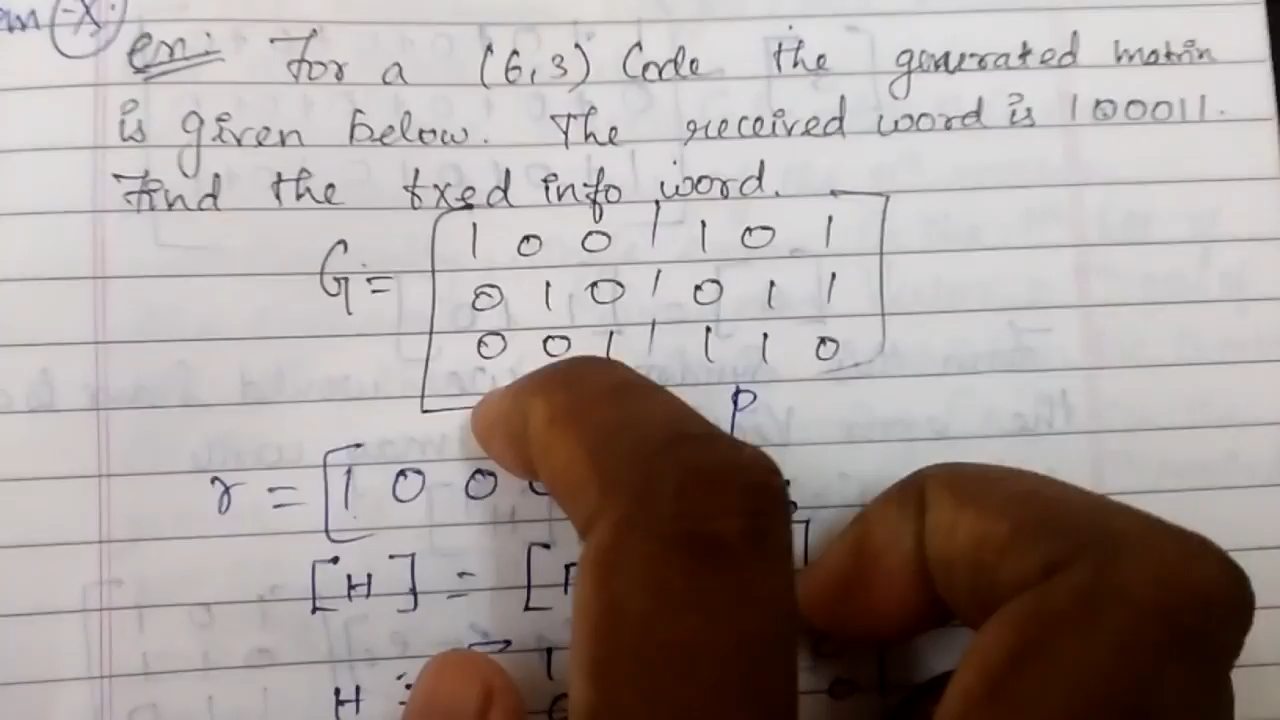 ex:- For a (6,3) Code the generated matrix
is given below. The received word is 100011.
Find the txed info word.
G = [ 1 0 0 | 1 0 1
0 1 0 | 0 1 1
0 0 1 | 1 1 0 ]
P
r = [ 1 0 0
[H] = [
H =